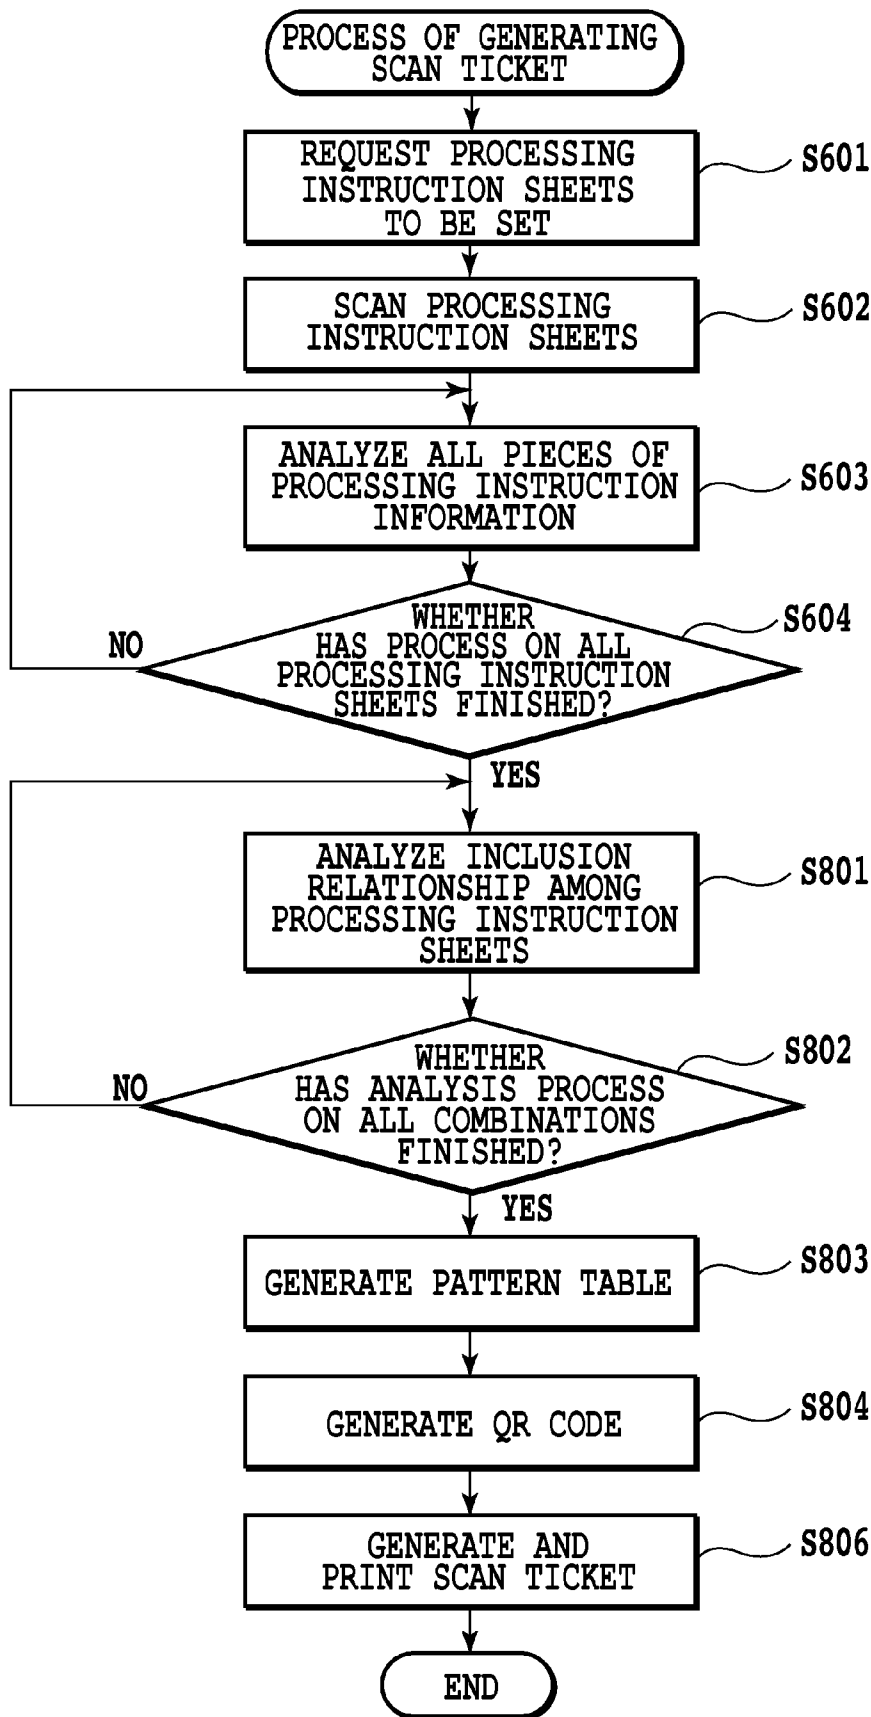 PROCESS OF GENERATING
SCAN TICKET
REQUEST PROCESSING
INSTRUCTION SHEETS
TO BE SET
S601
SCAN PROCESSING
INSTRUCTION SHEETS
S602
ANALYZE ALL PIECES OF
PROCESSING INSTRUCTION
INFORMATION
S603
WHETHER
HAS PROCESS ON ALL
PROCESSING INSTRUCTION
SHEETS FINISHED?
S604
NO
YES
ANALYZE INCLUSION
RELATIONSHIP AMONG
PROCESSING INSTRUCTION
SHEETS
S801
WHETHER
HAS ANALYSIS PROCESS
ON ALL COMBINATIONS
FINISHED?
S802
NO
YES
GENERATE PATTERN TABLE
S803
GENERATE QR CODE
S804
GENERATE AND
PRINT SCAN TICKET
S806
END